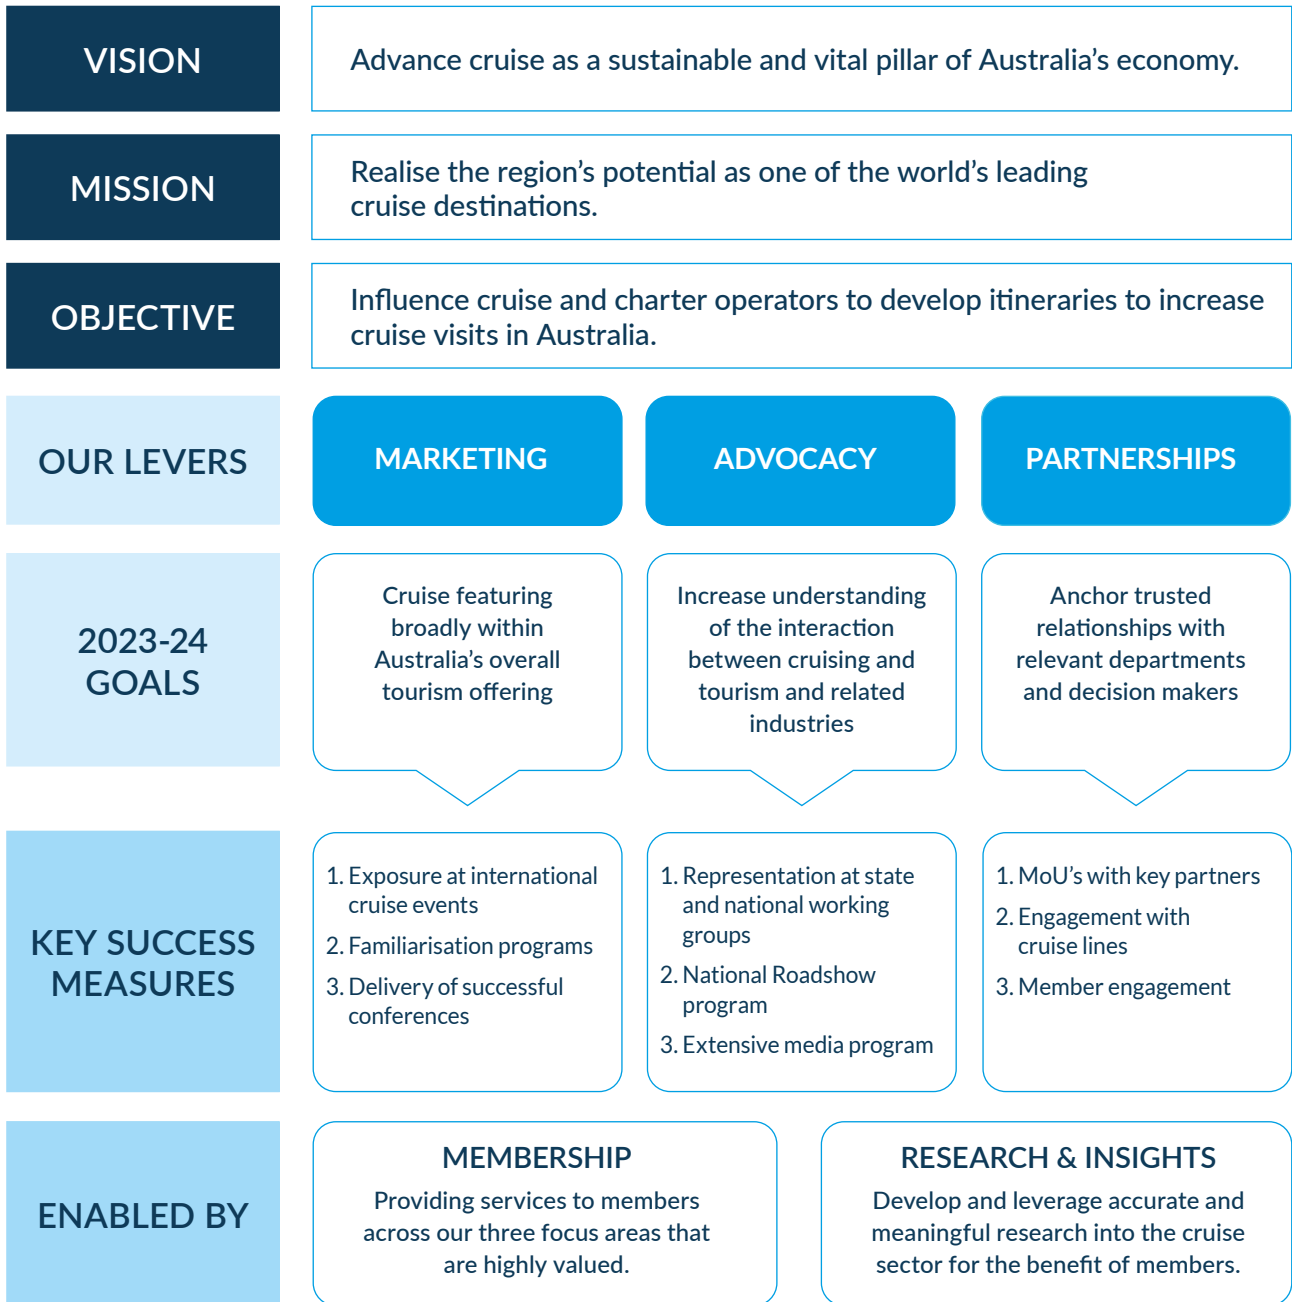 VISION
Advance cruise as a sustainable and vital pillar of Australia's economy.
MISSION
Realise the region's potential as one of the world's leading
cruise destinations.
OBJECTIVE
Influence cruise and charter operators to develop itineraries to increase
cruise visits in Australia.
OUR LEVERS
MARKETING
ADVOCACY
PARTNERSHIPS
2023-24
GOALS
Cruise featuring
broadly within
Australia's overall
tourism offering
Increase understanding
of the interaction
between cruising and
tourism and related
industries
Anchor trusted
relationships with
relevant departments
and decision makers
KEY SUCCESS
MEASURES
1. Exposure at international
cruise events
2. Familiarisation programs
3. Delivery of successful
conferences
1. Representation at state
and national working
groups
2. National Roadshow
program
3. Extensive media program
1. MoU's with key partners
2. Engagement with
cruise lines
3. Member engagement
ENABLED BY
MEMBERSHIP
Providing services to members
across our three focus areas that
are highly valued.
RESEARCH & INSIGHTS
Develop and leverage accurate and
meaningful research into the cruise
sector for the benefit of members.